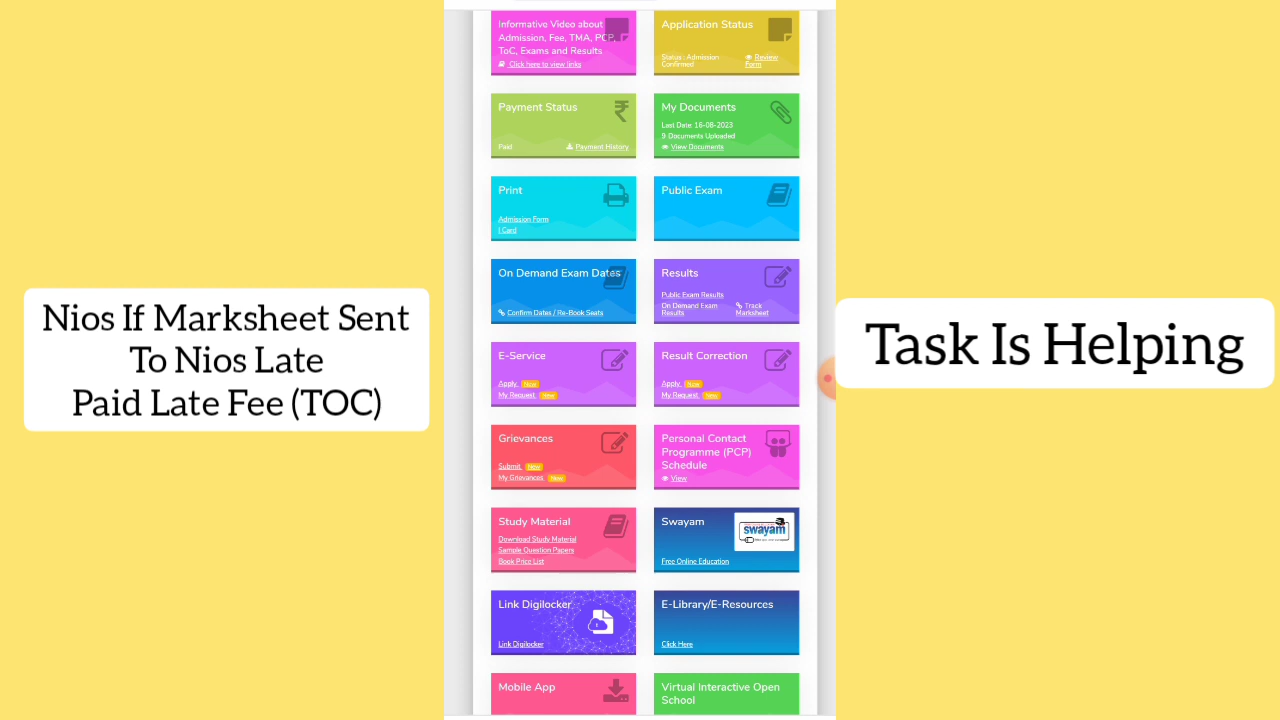 Nios If Marksheet Sent
To Nios Late
Paid Late Fee (TOC)
Informative Video about
Admission, Fee, TMA, PCP,
ToC, Exams and Results
Click here to view links
Application Status
Status : Admission
Confirmed
Review
Form
Payment Status
Paid
Payment History
My Documents
Last Date: 16-08-2023
9 Documents Uploaded
View Documents
Print
Admission Form
I Card
Public Exam
On Demand Exam Dates
Confirm Dates / Re-Book Seats
Results
Public Exam Results
On Demand Exam
Results
Track
Marksheet
E-Service
Apply New
My Request New
Result Correction
Apply New
My Request New
Grievances
Submit New
My Grievances New
Personal Contact
Programme (PCP)
Schedule
View
Study Material
Download Study Material
Sample Question Papers
Book Price List
Swayam
swayam
Free Online Education
Link Digilocker
Link Digilocker
E-Library/E-Resources
Click Here
Mobile App
Virtual Interactive Open
School
Task Is Helping